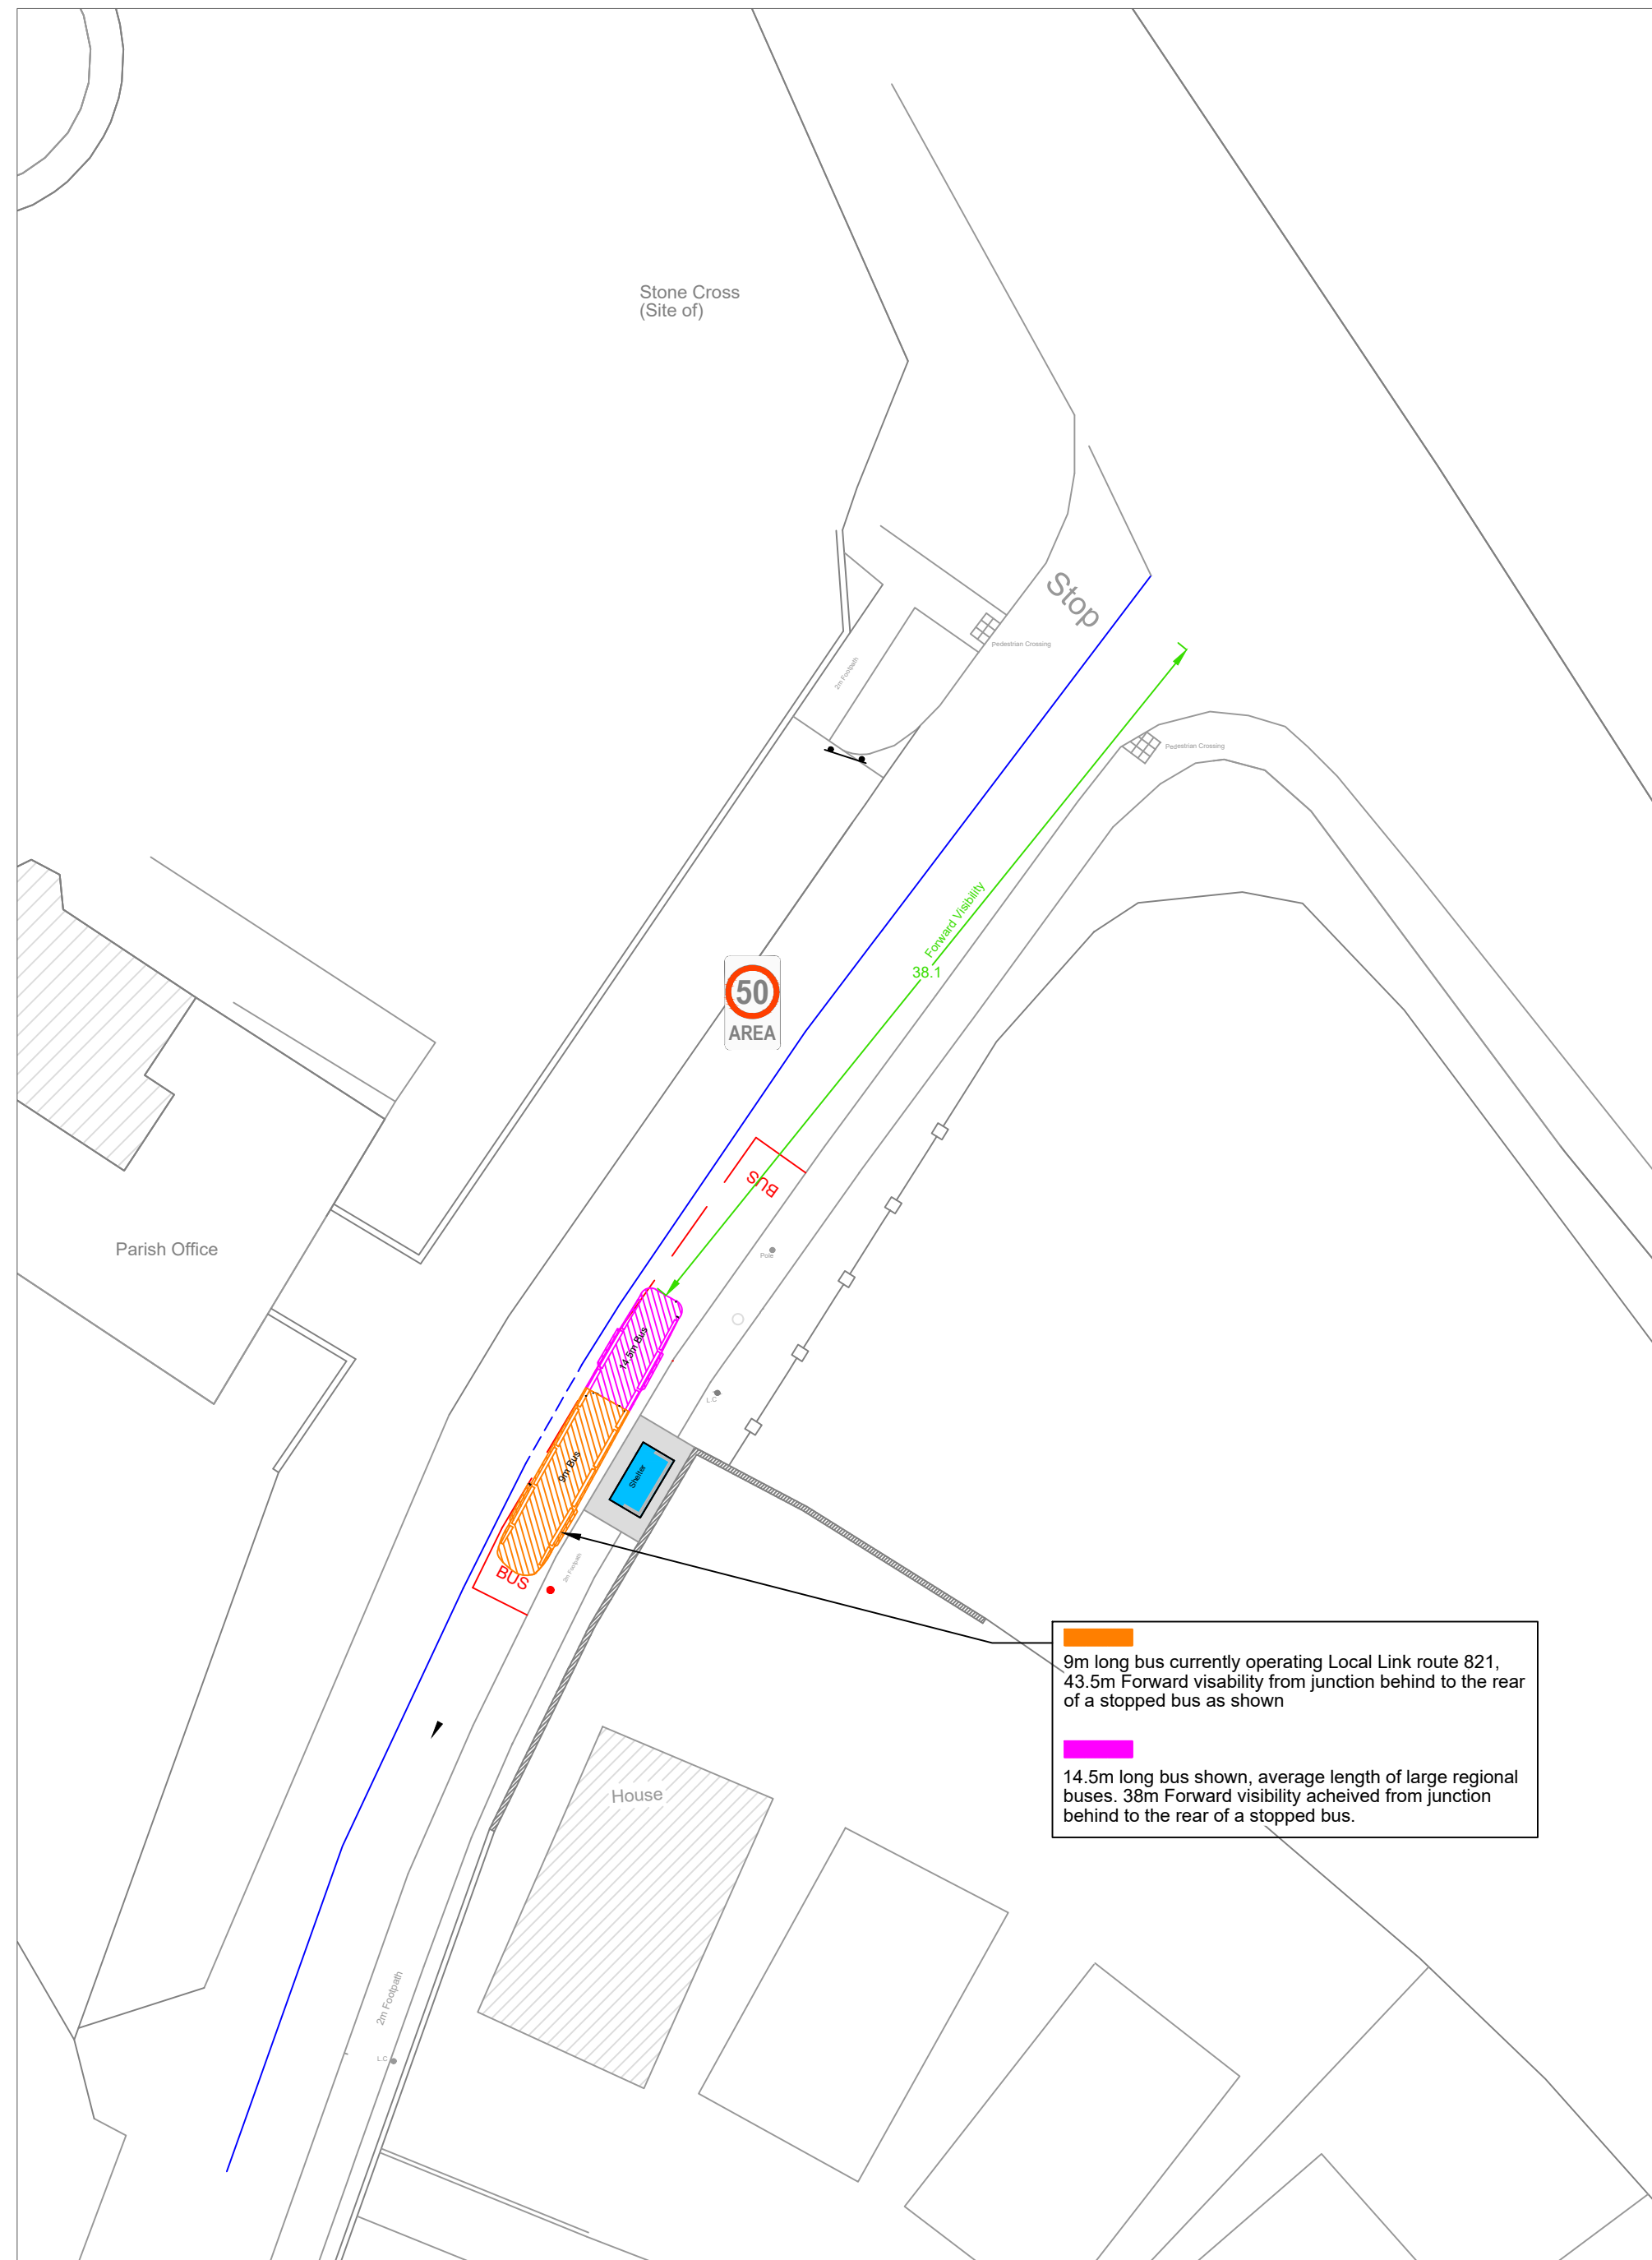 Stone Cross
(Site of)
Stop
Pedestrian Crossing
2m Footpath
Pedestrian Crossing
Forward Visibility
38.1
50
AREA
BUS
Parish Office
Pole
14.5m Bus
L.C
9m Bus
Shelter
2m Footpath
BUS
9m long bus currently operating Local Link route 821,
43.5m Forward visability from junction behind to the rear
of a stopped bus as shown
14.5m long bus shown, average length of large regional
buses. 38m Forward visibility acheived from junction
behind to the rear of a stopped bus.
House
2m Footpath
L.C